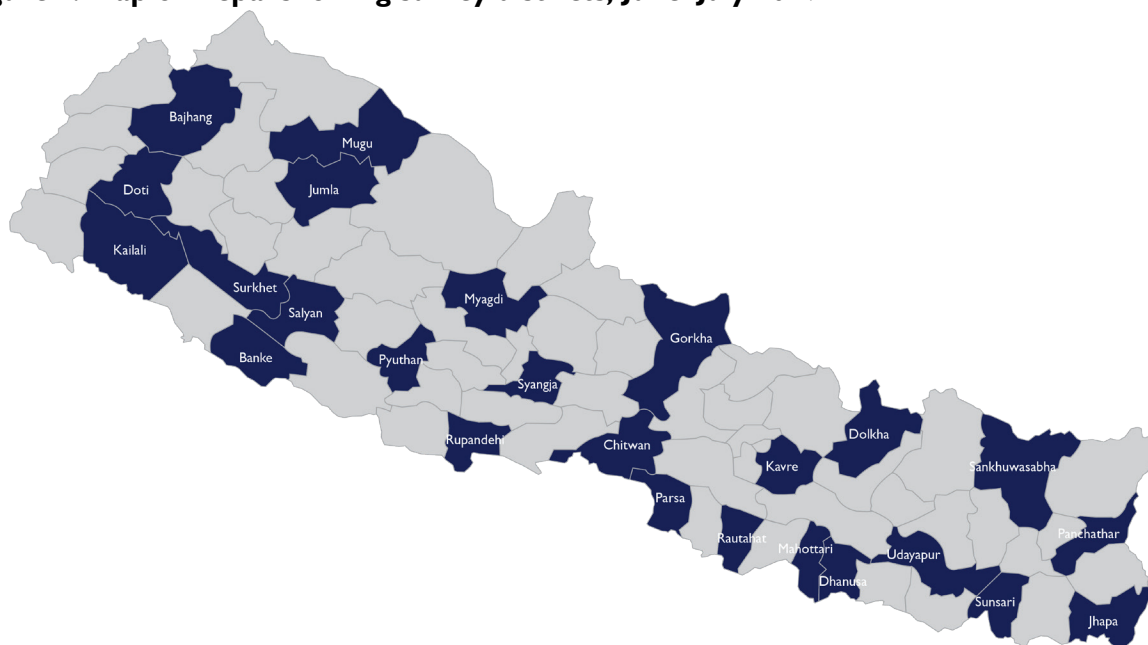 Bajhang
Mugu
Doti
Jumla
Kailali
Surkhet
Salyan
Myagdi
Gorkha
Banke
Pyuthan
Syangja
Rupandehi
Chitwan
Dolkha
Kavre
Sankhuwasabha
Parsa
Rautahat
Mahottari
Panchathar
Udayapur
Dhanusa
Sunsari
Jhapa